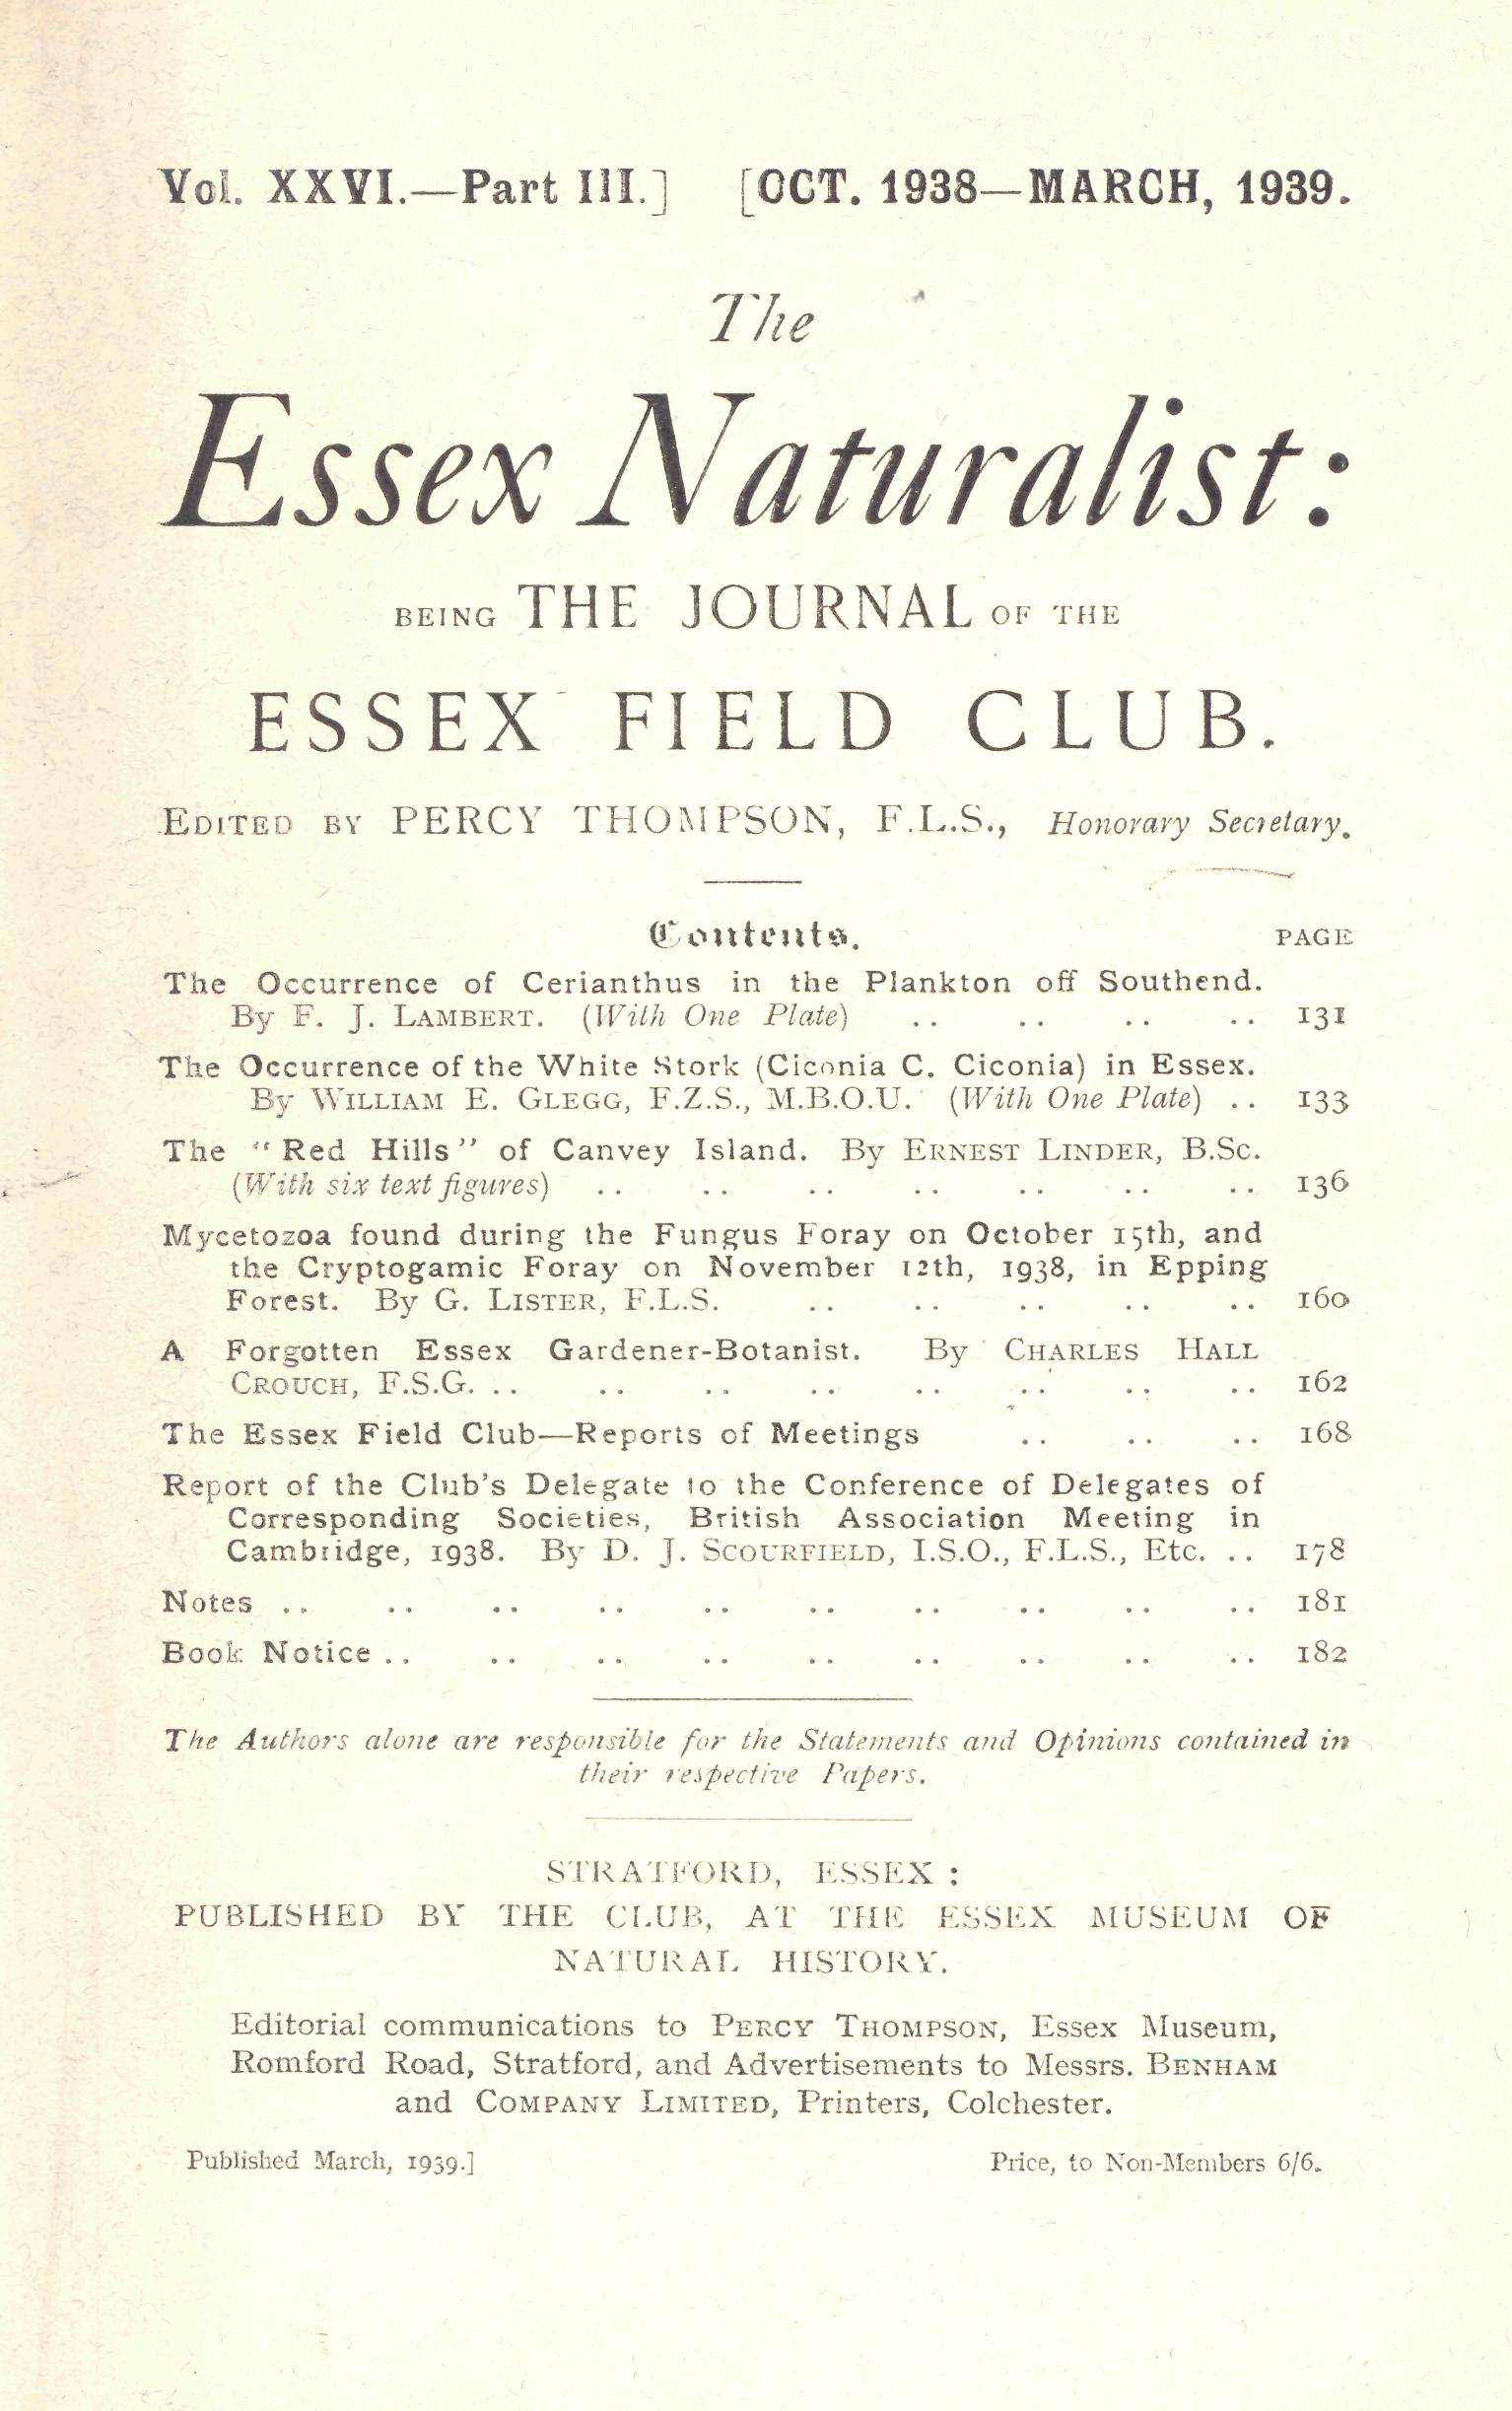 Vol. XXVI.—Part III.] [OCT. 1938—MARCH, 1939.
The
Essex Naturalist:
BEING THE JOURNAL OF THE
ESSEX FIELD CLUB.
EDITED BY PERCY THOMPSON, F.L.S., Honorary Secretary.
Contents.
PAGE
The Occurrence of Cerianthus in the Plankton off Southend.
By F. J. LAMBERT. (With One Plate) .. .. .. .. 131
The Occurrence of the White Stork (Ciconia C. Ciconia) in Essex.
By WILLIAM E. GLEGG, F.Z.S., M.B.O.U. (With One Plate) .. 133
The "Red Hills" of Canvey Island. By ERNEST LINDER, B.Sc.
(With six text figures) .. .. .. .. .. .. .. 136
Mycetozoa found during the Fungus Foray on October 15th, and
the Cryptogamic Foray on November 12th, 1938, in Epping
Forest. By G. LISTER, F.L.S. .. .. .. .. .. 160
A Forgotten Essex Gardener-Botanist. By CHARLES HALL
CROUCH, F.S.G. .. .. .. .. .. .. .. .. 162
The Essex Field Club—Reports of Meetings .. .. .. 168
Report of the Club's Delegate to the Conference of Delegates of
Corresponding Societies, British Association Meeting in
Cambridge, 1938. By D. J. SCOURFIELD, I.S.O., F.L.S., Etc. .. 178
Notes .. .. .. .. .. .. .. .. .. .. 181
Book Notice .. .. .. .. .. .. .. .. .. 182
The Authors alone are responsible for the Statements and Opinions contained in
their respective Papers.
STRATFORD, ESSEX :
PUBLISHED BY THE CLUB, AT THE ESSEX MUSEUM OF
NATURAL HISTORY.
Editorial communications to PERCY THOMPSON, Essex Museum,
Romford Road, Stratford, and Advertisements to Messrs. BENHAM
and COMPANY LIMITED, Printers, Colchester.
Published March, 1939.] Price, to Non-Members 6/6.